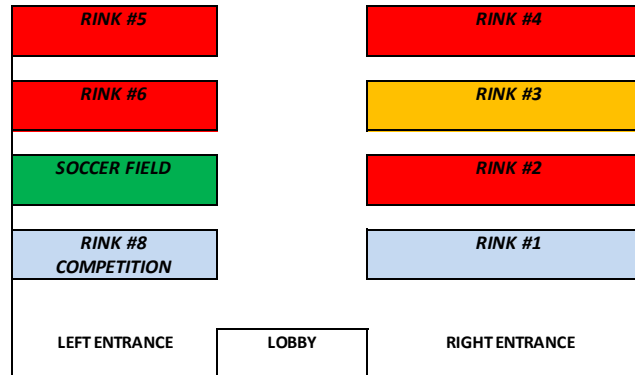 RINK #5
RINK #4
RINK #6
RINK #3
SOCCER FIELD
RINK #2
RINK #8
COMPETITION
RINK #1
LEFT ENTRANCE
LOBBY
RIGHT ENTRANCE